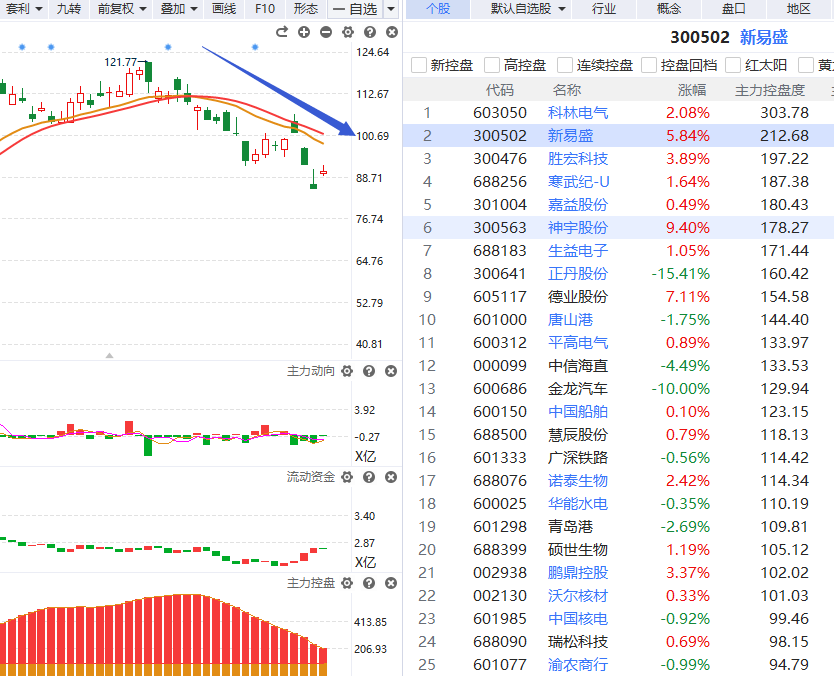 套利 九转 前复权 叠加 画线 F10 形态 自选
124.64
121.77
112.67
100.69
88.71
76.74
64.76
52.79
40.81
主力动向
3.92
-0.27
X亿
流动资金
3.40
2.87
X亿
主力控盘
413.85
206.93
个股 默认自选股 行业 概念 盘口 地区
300502 新易盛
新控盘 高控盘 连续控盘 控盘回档 红太阳
代码 名称 涨幅 主力控盘度
1 603050 科林电气 2.08% 303.78
2 300502 新易盛 5.84% 212.68
3 300476 胜宏科技 3.89% 197.22
4 688256 寒武纪-U 1.64% 187.38
5 301004 嘉益股份 0.49% 180.43
6 300563 神宇股份 9.40% 178.27
7 688183 生益电子 1.05% 171.44
8 300641 正丹股份 -15.41% 160.42
9 605117 德业股份 7.11% 154.58
10 601000 唐山港 -1.75% 144.40
11 600312 平高电气 0.89% 133.97
12 000099 中信海直 -4.49% 133.53
13 600686 金龙汽车 -10.00% 129.94
14 600150 中国船舶 0.10% 123.15
15 688500 慧辰股份 0.79% 118.13
16 601333 广深铁路 -0.56% 114.42
17 688076 诺泰生物 2.42% 114.34
18 600025 华能水电 -0.35% 110.19
19 601298 青岛港 -2.69% 109.81
20 688399 硕世生物 1.19% 105.12
21 002938 鹏鼎控股 3.37% 102.02
22 002130 沃尔核材 0.33% 101.03
23 601985 中国核电 -0.92% 99.46
24 688090 瑞松科技 0.69% 98.15
25 601077 渝农商行 -0.99% 94.79